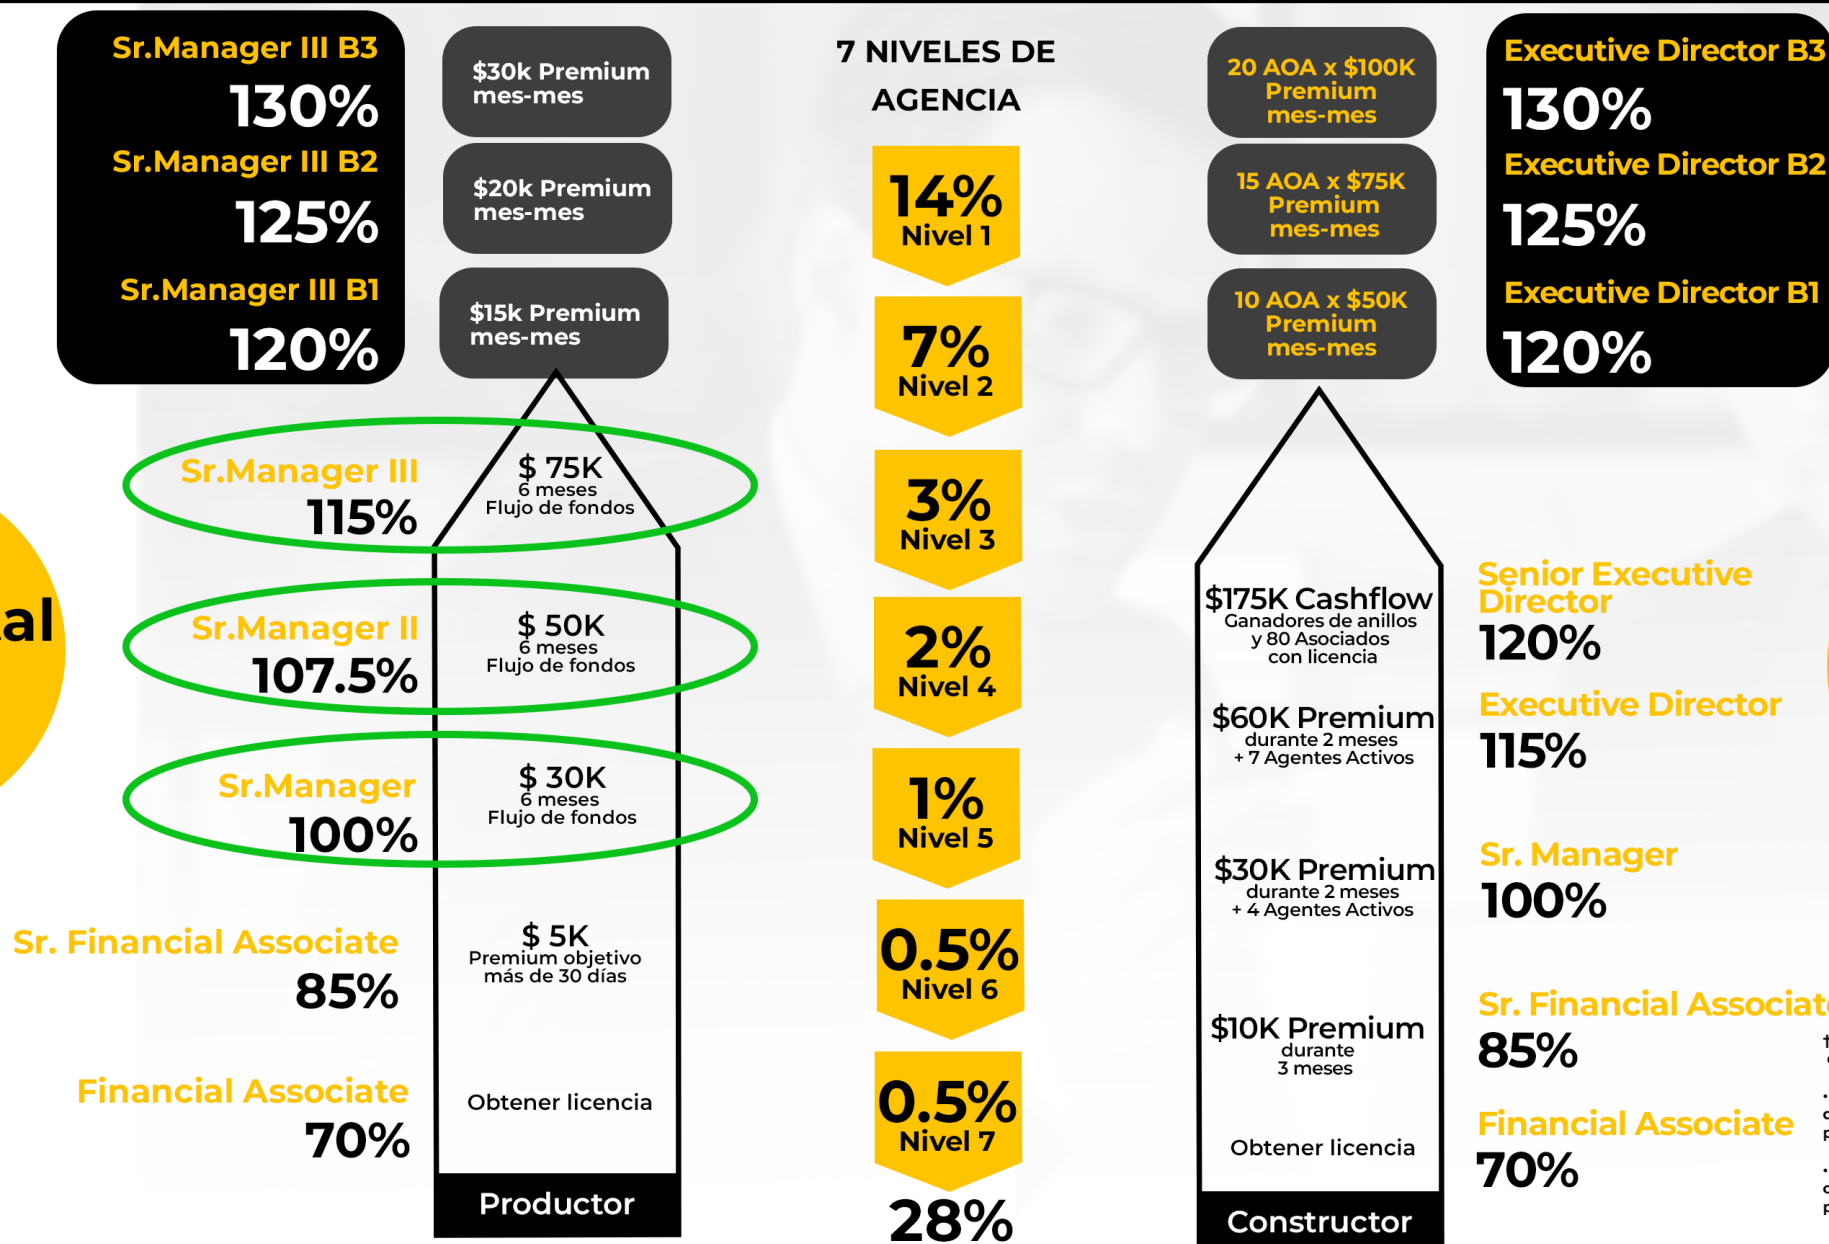 Sr.Manager III B3
130%
Sr.Manager III B2
125%
Sr.Manager III B1
120%
$30k Premium
mes-mes
$20k Premium
mes-mes
$15k Premium
mes-mes
Sr.Manager III
115%
$ 75K
6 meses
Flujo de fondos
Sr.Manager II
107.5%
$ 50K
6 meses
Flujo de fondos
Sr.Manager
100%
$ 30K
6 meses
Flujo de fondos
Sr. Financial Associate
85%
$ 5K
Premium objetivo
más de 30 días
Financial Associate
70%
Obtener licencia
Productor
7 NIVELES DE
AGENCIA
14%
Nivel 1
7%
Nivel 2
3%
Nivel 3
2%
Nivel 4
1%
Nivel 5
0.5%
Nivel 6
0.5%
Nivel 7
28%
20 AOA x $100K
Premium
mes-mes
15 AOA x $75K
Premium
mes-mes
10 AOA x $50K
Premium
mes-mes
Executive Director B3
130%
Executive Director B2
125%
Executive Director B1
120%
$175K Cashflow
Ganadores de anillos
y 80 Asociados
con licencia
Senior Executive
Director
120%
$60K Premium
durante 2 meses
+ 7 Agentes Activos
Executive Director
115%
$30K Premium
durante 2 meses
+ 4 Agentes Activos
Sr. Manager
100%
$10K Premium
durante
3 meses
Sr. Financial Associate
85%
Obtener licencia
Financial Associate
70%
Constructor